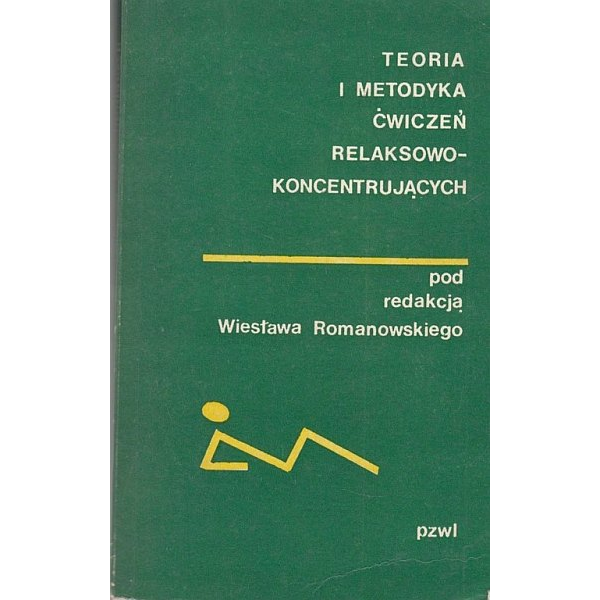 TEORIA
I METODYKA
ĆWICZEŃ
RELAKSOWO-
KONCENTRUJĄCYCH
pod
redakcją
Wiesława Romanowskiego
pzwl